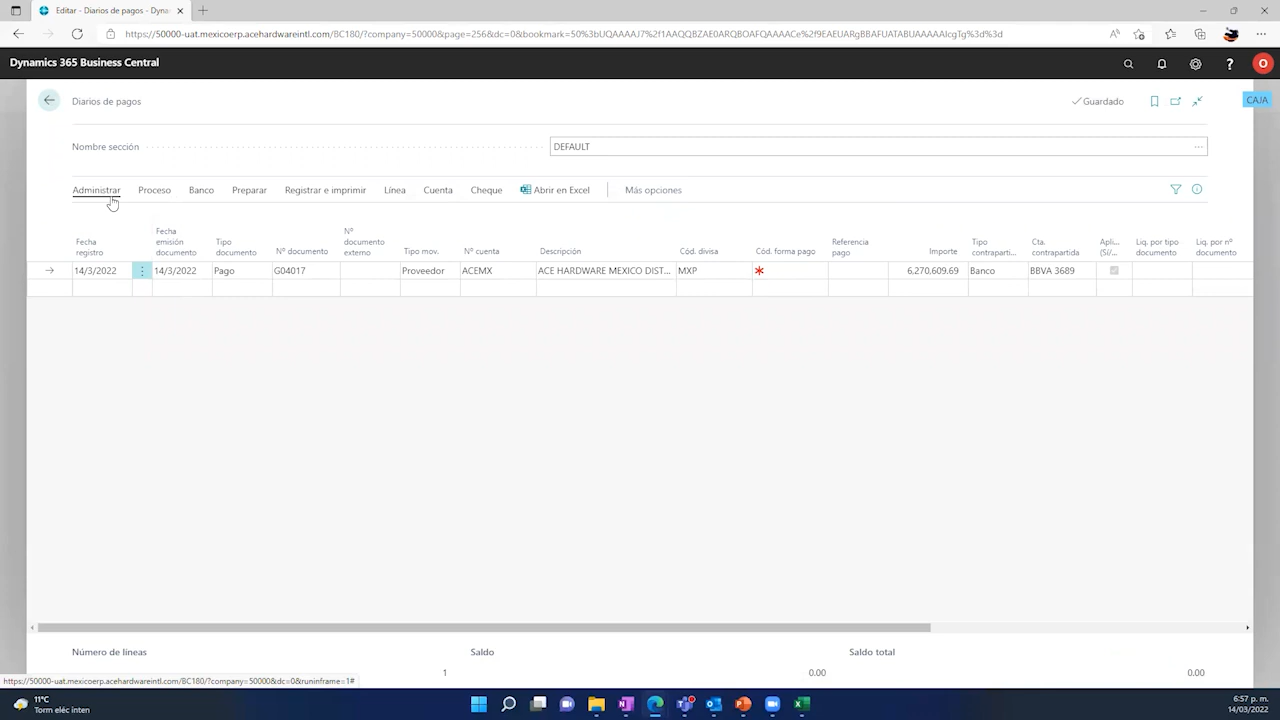 Editar - Diarios de pagos - Dyna
https://50000-uat.mexicoerp.acehardwareintl.com/BC180/?company=50000&page=256&dc=0&bookmark=50%3bUQAAAAJ7%2f1AAQQBZAE0ARQBOAFQAAAACe%2f9EAEUARgBBAFUATABUAAAAAIcgTg%3d%3d
Dynamics 365 Business Central
?
O
Diarios de pagos
Guardado
CAJA
Nombre sección
DEFAULT
Administrar Proceso Banco Preparar Registrar e imprimir Línea Cuenta Cheque Abrir en Excel Más opciones
Fecha registro
Fecha emisión documento
Tipo documento
Nº documento
Nº documento externo
Tipo mov.
Nº cuenta
Descripción
Cód. divisa
Cód. forma pago
Referencia pago
Importe
Tipo contraparti...
Cta. contrapartida
Apli... (Sí/...
Liq. por tipo documento
Liq. por nº documento
14/3/2022 14/3/2022 Pago G04017 Proveedor ACEMX ACE HARDWARE MEXICO DIST... MXP * 6,270,609.69 Banco BBVA 3689
Número de líneas Saldo Saldo total
1 0.00 0.00
https://50000-uat.mexicoerp.acehardwareintl.com/BC180/?company=50000&dc=0&runinframe=1#
11°C
Torm eléc inten
6:57 p. m.
14/03/2022